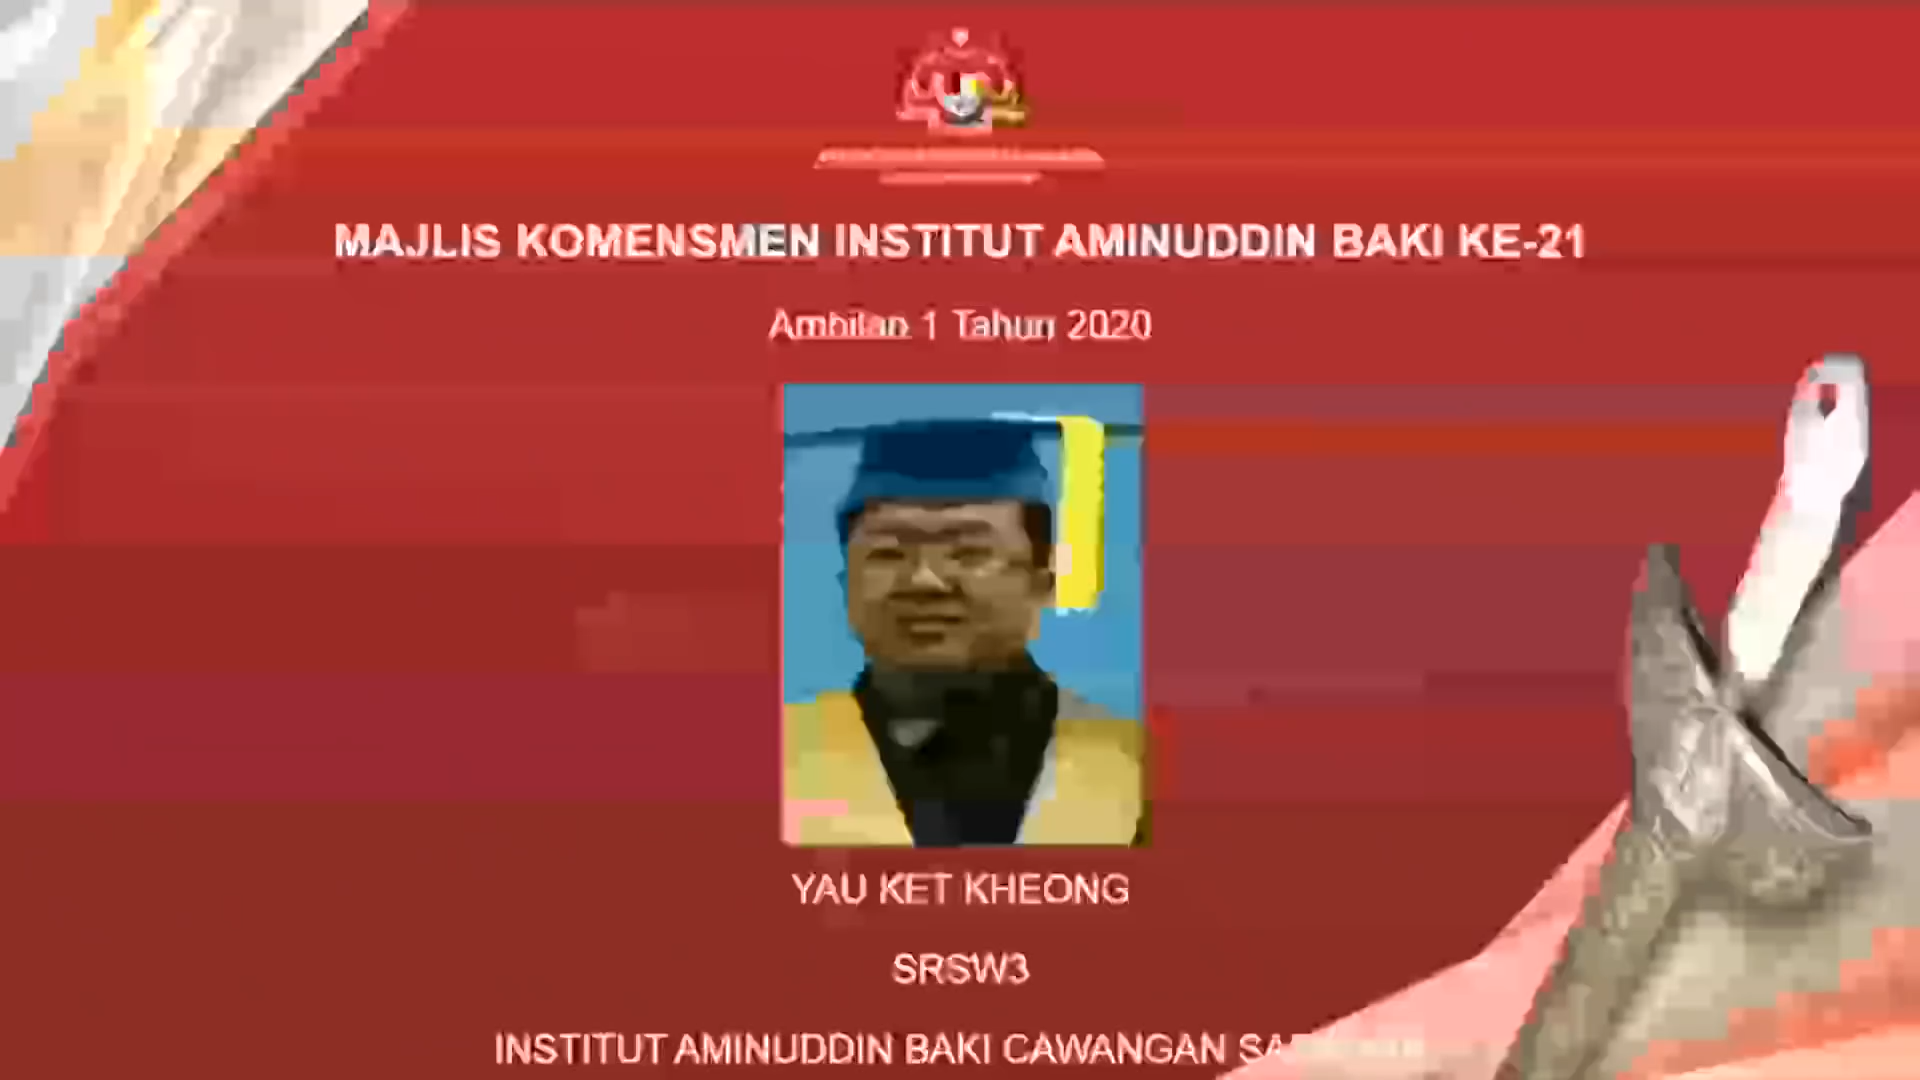 MAJLIS KOMENSMEN INSTITUT AMINUDDIN BAKI KE-21
Ambilan 1 Tahun 2020
YAU KET KHEONG
SRSW3
INSTITUT AMINUDDIN BAKI CAWANGAN